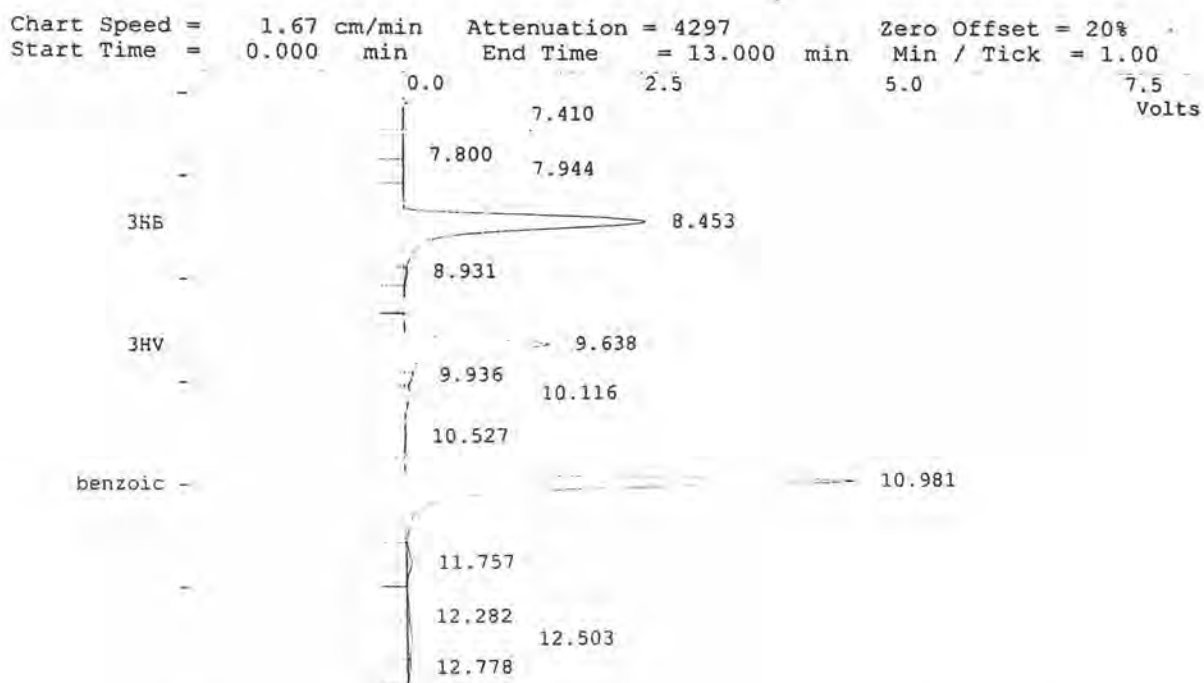 Chart Speed = 1.67 cm/min Attenuation = 4297 Zero Offset = 20%
Start Time = 0.000 min End Time = 13.000 min Min / Tick = 1.00
0.0 2.5 5.0 7.5
Volts
7.410
7.800
7.944
3HB 8.453
8.931
3HV 9.638
9.936
10.116
10.527
benzoic 10.981
11.757
12.282
12.503
12.778